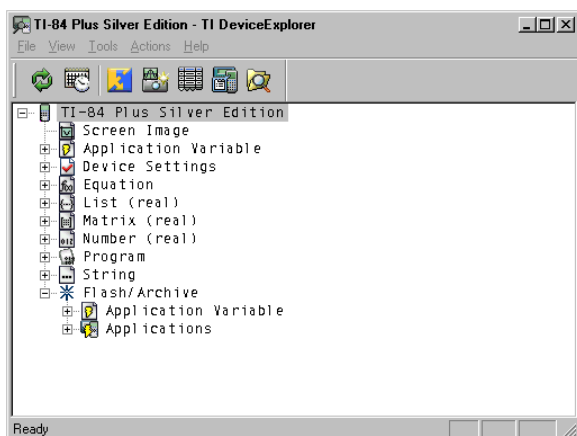 TI-84 Plus Silver Edition - TI DeviceExplorer
File View Tools Actions Help
TI-84 Plus Silver Edition
Screen Image
Application Variable
Device Settings
Equation
List (real)
Matrix (real)
Number (real)
Program
String
Flash/Archive
Application Variable
Applications
Ready